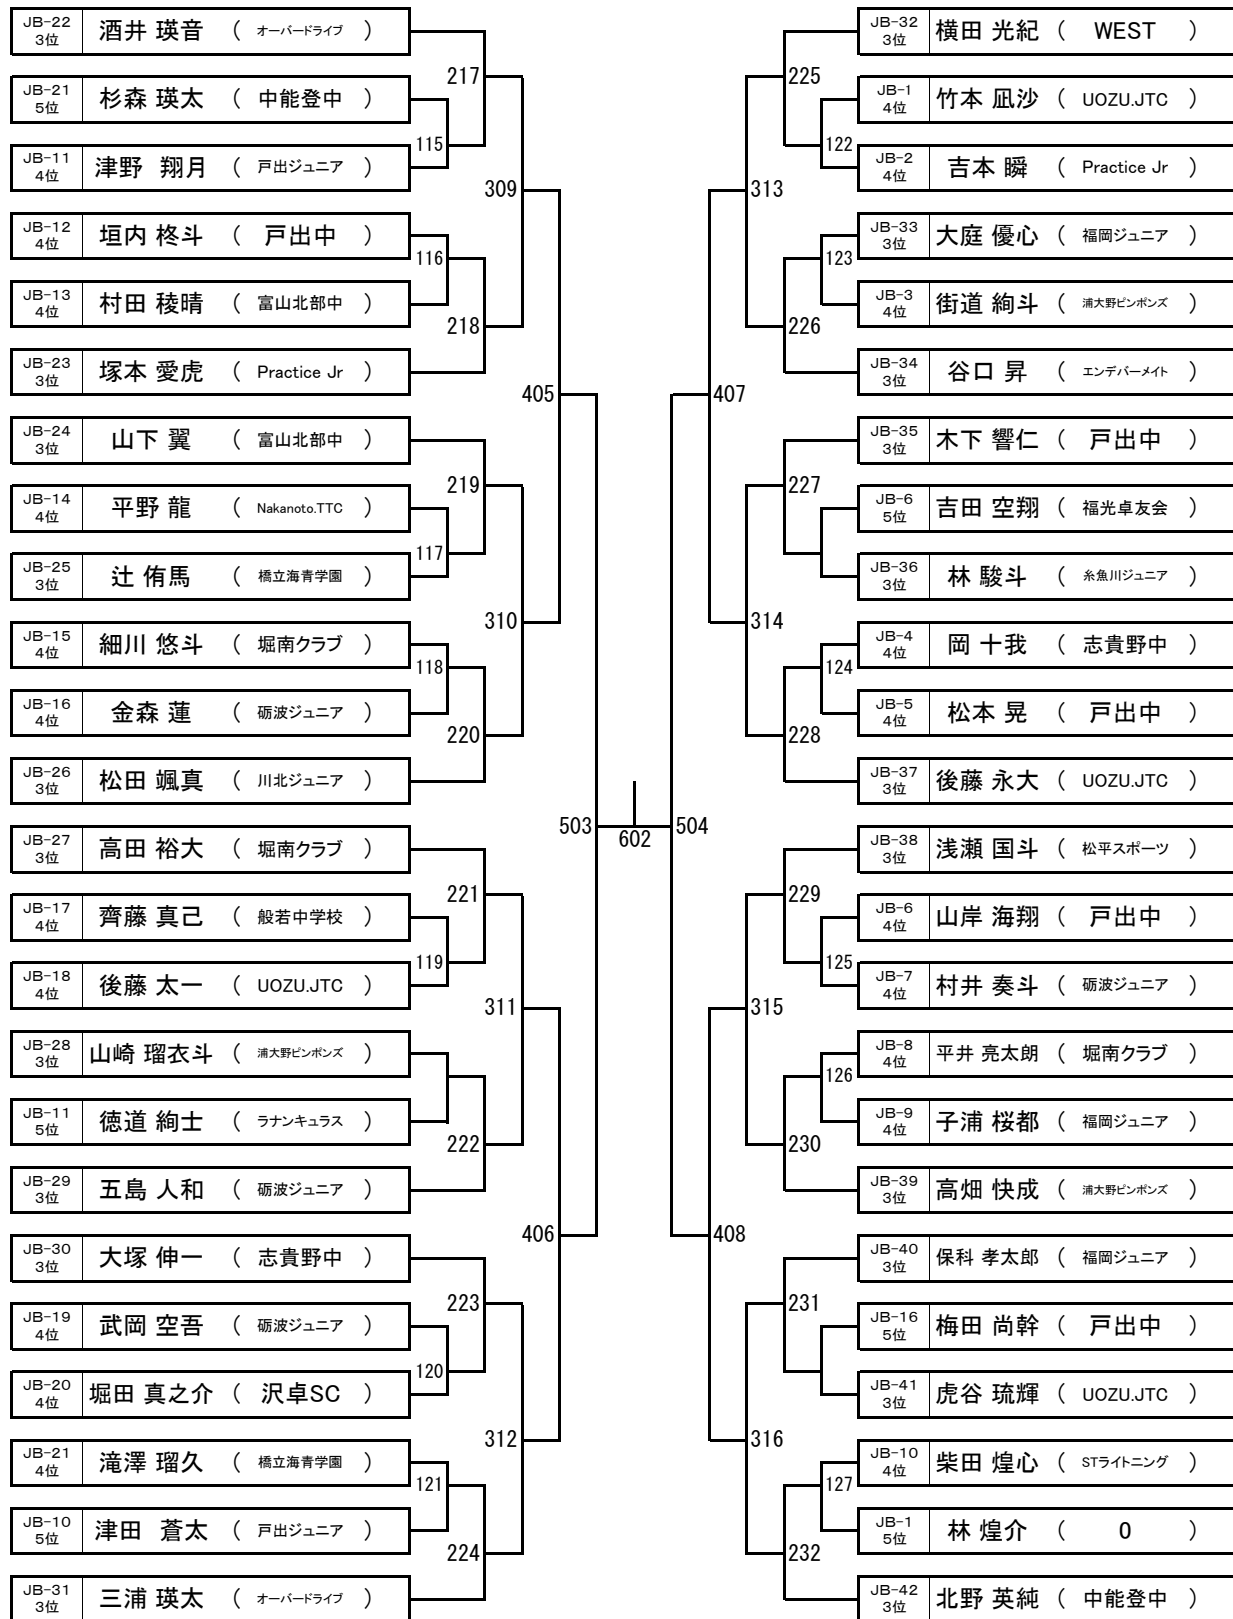 JB-22 3位 酒井 瑛音 ( オーバードライブ )
JB-21 5位 杉森 瑛太 ( 中能登中 )
JB-11 4位 津野 翔月 ( 戸出ジュニア )
JB-12 4位 垣内 柊斗 ( 戸出中 )
JB-13 4位 村田 稜晴 ( 富山北部中 )
JB-23 3位 塚本 愛虎 ( Practice Jr )
JB-24 3位 山下 翼 ( 富山北部中 )
JB-14 4位 平野 龍 ( Nakanoto.TTC )
JB-25 3位 辻 侑馬 ( 橋立海青学園 )
JB-15 4位 細川 悠斗 ( 堀南クラブ )
JB-16 4位 金森 蓮 ( 砺波ジュニア )
JB-26 3位 松田 颯真 ( 川北ジュニア )
JB-27 3位 高田 裕大 ( 堀南クラブ )
JB-17 4位 齊藤 真己 ( 般若中学校 )
JB-18 4位 後藤 太一 ( UOZU.JTC )
JB-28 3位 山崎 瑠衣斗 ( 浦大野ピンポンズ )
JB-11 5位 徳道 絢士 ( ラナンキュラス )
JB-29 3位 五島 人和 ( 砺波ジュニア )
JB-30 3位 大塚 伸一 ( 志貴野中 )
JB-19 4位 武岡 空吾 ( 砺波ジュニア )
JB-20 4位 堀田 真之介 ( 沢卓SC )
JB-21 4位 滝澤 瑠久 ( 橋立海青学園 )
JB-10 5位 津田 蒼太 ( 戸出ジュニア )
JB-31 3位 三浦 瑛太 ( オーバードライブ )
115
116
117
118
119
120
121
217
218
219
220
221
222
223
224
309
310
311
312
405
406
503
602
504
407
408
313
314
315
316
225
226
227
228
229
230
231
232
122
123
124
125
126
127
JB-32 3位 横田 光紀 ( WEST )
JB-1 4位 竹本 凪沙 ( UOZU.JTC )
JB-2 4位 吉本 瞬 ( Practice Jr )
JB-33 3位 大庭 優心 ( 福岡ジュニア )
JB-3 4位 街道 絢斗 ( 浦大野ピンポンズ )
JB-34 3位 谷口 昇 ( エンデバーメイト )
JB-35 3位 木下 響仁 ( 戸出中 )
JB-6 5位 吉田 空翔 ( 福光卓友会 )
JB-36 3位 林 駿斗 ( 糸魚川ジュニア )
JB-4 4位 岡 十我 ( 志貴野中 )
JB-5 4位 松本 晃 ( 戸出中 )
JB-37 3位 後藤 永大 ( UOZU.JTC )
JB-38 3位 浅瀬 国斗 ( 松平スポーツ )
JB-6 4位 山岸 海翔 ( 戸出中 )
JB-7 4位 村井 奏斗 ( 砺波ジュニア )
JB-8 4位 平井 亮太朗 ( 堀南クラブ )
JB-9 4位 子浦 桜都 ( 福岡ジュニア )
JB-39 3位 高畑 快成 ( 浦大野ピンポンズ )
JB-40 3位 保科 孝太郎 ( 福岡ジュニア )
JB-16 5位 梅田 尚幹 ( 戸出中 )
JB-41 3位 虎谷 琉輝 ( UOZU.JTC )
JB-10 4位 柴田 煌心 ( STライトニング )
JB-1 5位 林 煌介 ( 0 )
JB-42 3位 北野 英純 ( 中能登中 )